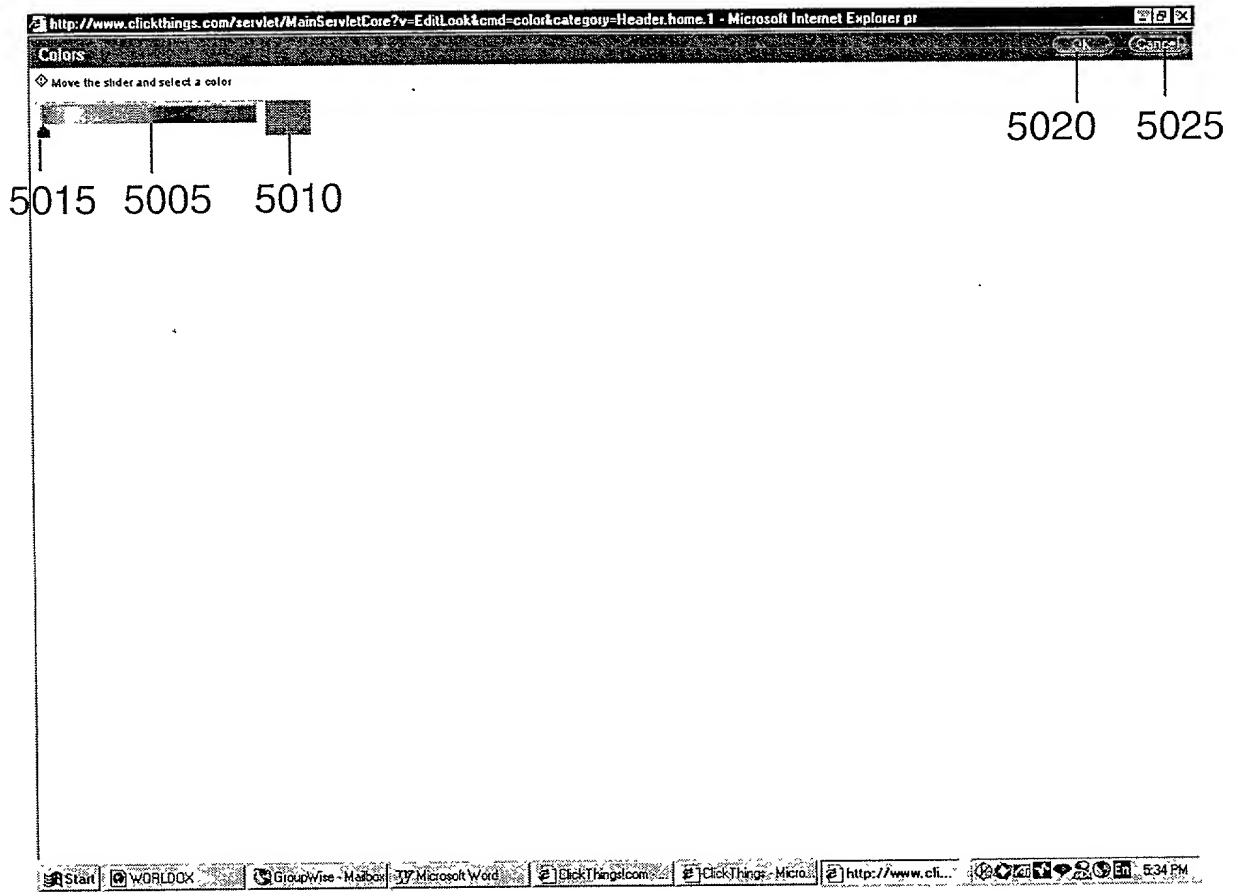 http://www.clickthings.com/servlet/MainServletCore?v=EditLook&cmd=color&category=Header.home.1 - Microsoft Internet Explorer pr
Colors
OK Cancel
Move the slider and select a color
5020 5025
5015 5005 5010
Start WORLDOX GroupWise - Mailbox Microsoft Word ClickThings!com ClickThings - Micro... http://www.cli... En 5:34 PM